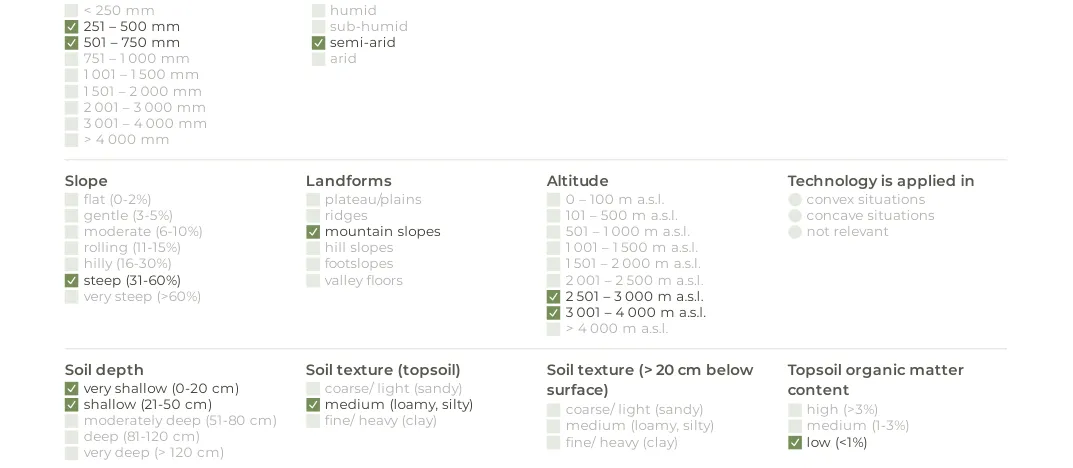 < 250 mm
251 – 500 mm
501 – 750 mm
751 – 1 000 mm
1 001 – 1 500 mm
1 501 – 2 000 mm
2 001 – 3 000 mm
3 001 – 4 000 mm
> 4 000 mm
humid
sub-humid
semi-arid
arid
Slope
flat (0-2%)
gentle (3-5%)
moderate (6-10%)
rolling (11-15%)
hilly (16-30%)
steep (31-60%)
very steep (>60%)
Landforms
plateau/plains
ridges
mountain slopes
hill slopes
footslopes
valley floors
Altitude
0 – 100 m a.s.l.
101 – 500 m a.s.l.
501 – 1 000 m a.s.l.
1 001 – 1 500 m a.s.l.
1 501 – 2 000 m a.s.l.
2 001 – 2 500 m a.s.l.
2 501 – 3 000 m a.s.l.
3 001 – 4 000 m a.s.l.
> 4 000 m a.s.l.
Technology is applied in
convex situations
concave situations
not relevant
Soil depth
very shallow (0-20 cm)
shallow (21-50 cm)
moderately deep (51-80 cm)
deep (81-120 cm)
very deep (> 120 cm)
Soil texture (topsoil)
coarse/ light (sandy)
medium (loamy, silty)
fine/ heavy (clay)
Soil texture (> 20 cm below
surface)
coarse/ light (sandy)
medium (loamy, silty)
fine/ heavy (clay)
Topsoil organic matter
content
high (>3%)
medium (1-3%)
low (<1%)